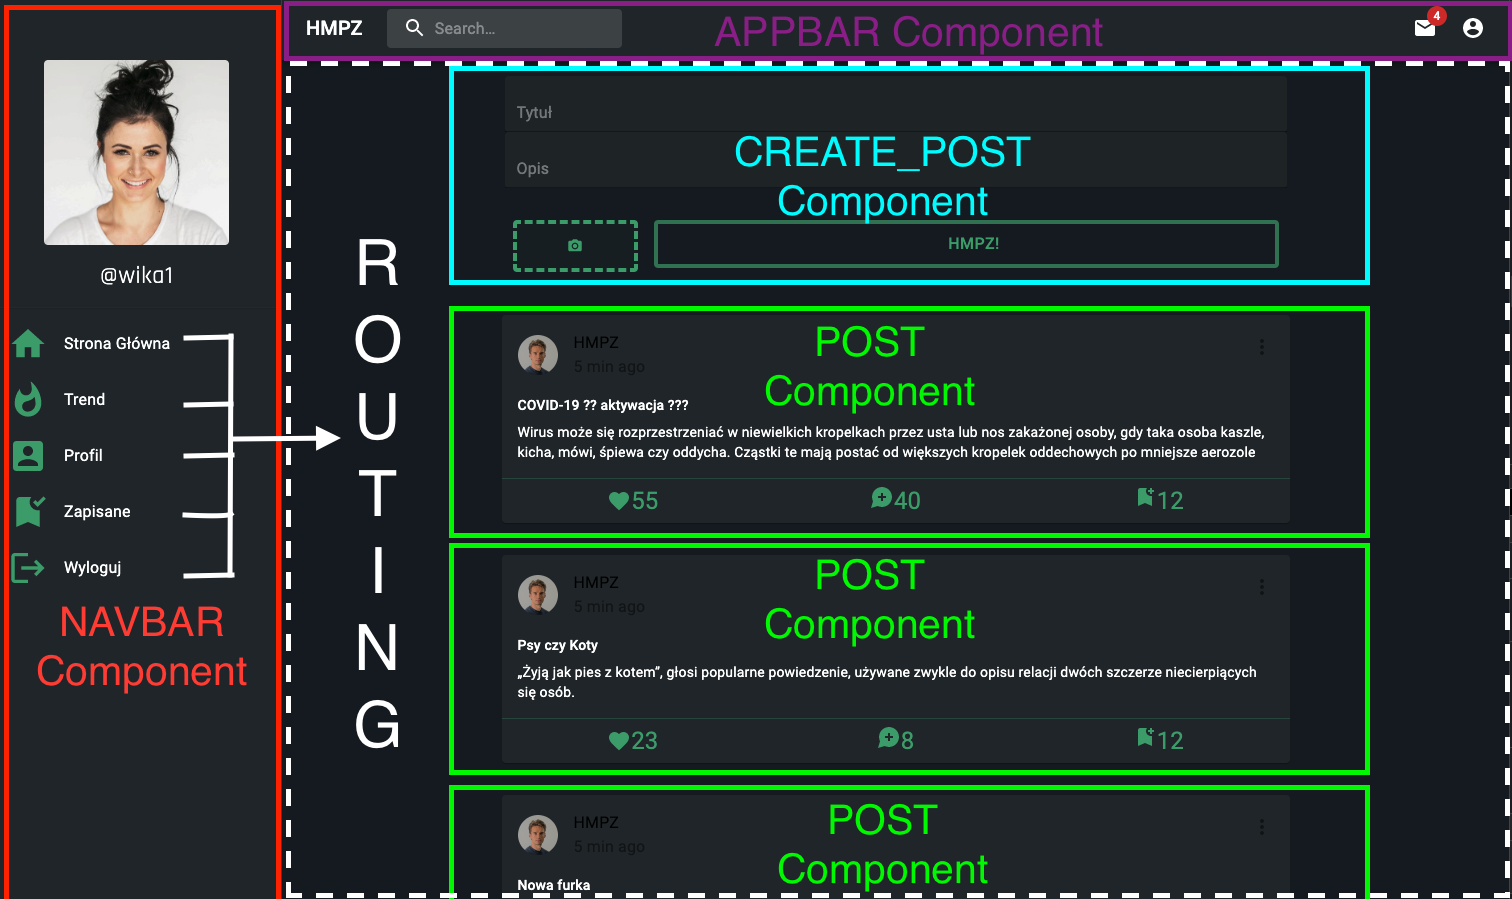 HMPZ
Search...
APPBAR Component
4
@wika1
Strona Główna
Trend
Profil
Zapisane
Wyloguj
NAVBAR
Component
ROUTING
Tytuł
Opis
CREATE_POST
Component
HMPZ!
POST
Component
HMPZ
5 min ago
COVID-19 ?? aktywacja ???
Wirus może się rozprzestrzeniać w niewielkich kropelkach przez usta lub nos zakażonej osoby, gdy taka osoba kaszle,
kicha, mówi, śpiewa czy oddycha. Cząstki te mają postać od większych kropelek oddechowych po mniejsze aerozole
55 40 12
POST
Component
HMPZ
5 min ago
Psy czy Koty
„Żyją jak pies z kotem”, głosi popularne powiedzenie, używane zwykle do opisu relacji dwóch szczerze niecierpiących
się osób.
23 8 12
POST
Component
HMPZ
5 min ago
Nowa furka